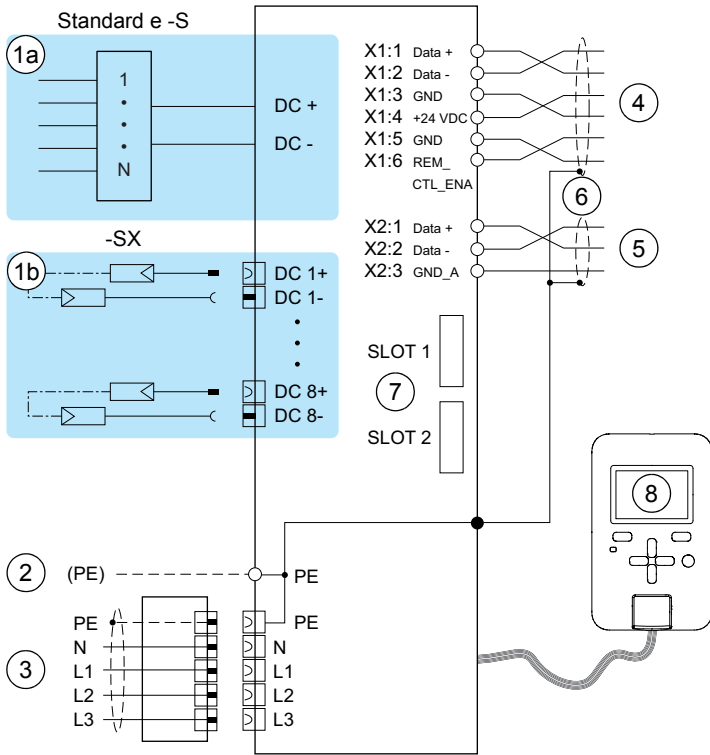 Standard e -S
1a
1
N
DC +
DC -
-SX
1b
DC 1+
DC 1-
DC 8+
DC 8-
X1:1 Data +
X1:2 Data -
X1:3 GND
X1:4 +24 VDC
X1:5 GND
X1:6 REM_
CTL_ENA
4
6
X2:1 Data +
X2:2 Data -
X2:3 GND_A
5
SLOT 1
7
SLOT 2
8
2
(PE)
PE
3
PE
N
L1
L2
L3
PE
N
L1
L2
L3